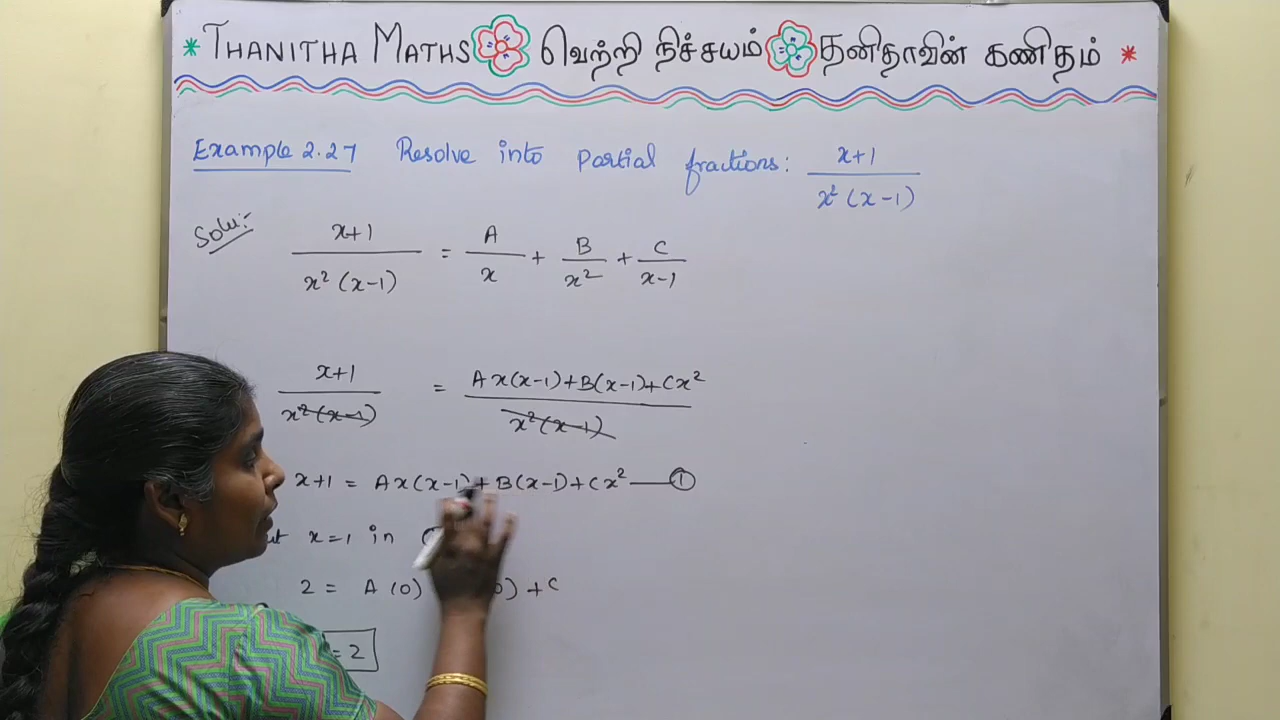 * THANITHA MATHS வெற்றி நிச்சயம் தனிதாவின் கணிதம் *
Example 2.27 Resolve into Partial fractions: x+1 / x² (x-1)
Solu:-
x+1 / x² (x-1) = A / x + B / x² + C / x-1
x+1 / x²(x-1) = Ax(x-1)+B(x-1)+Cx² / x²(x-1)
x+1 = Ax(x-1)+B(x-1)+Cx² —— ①
x=1 in
2 = A(0) 0) + C
= 2